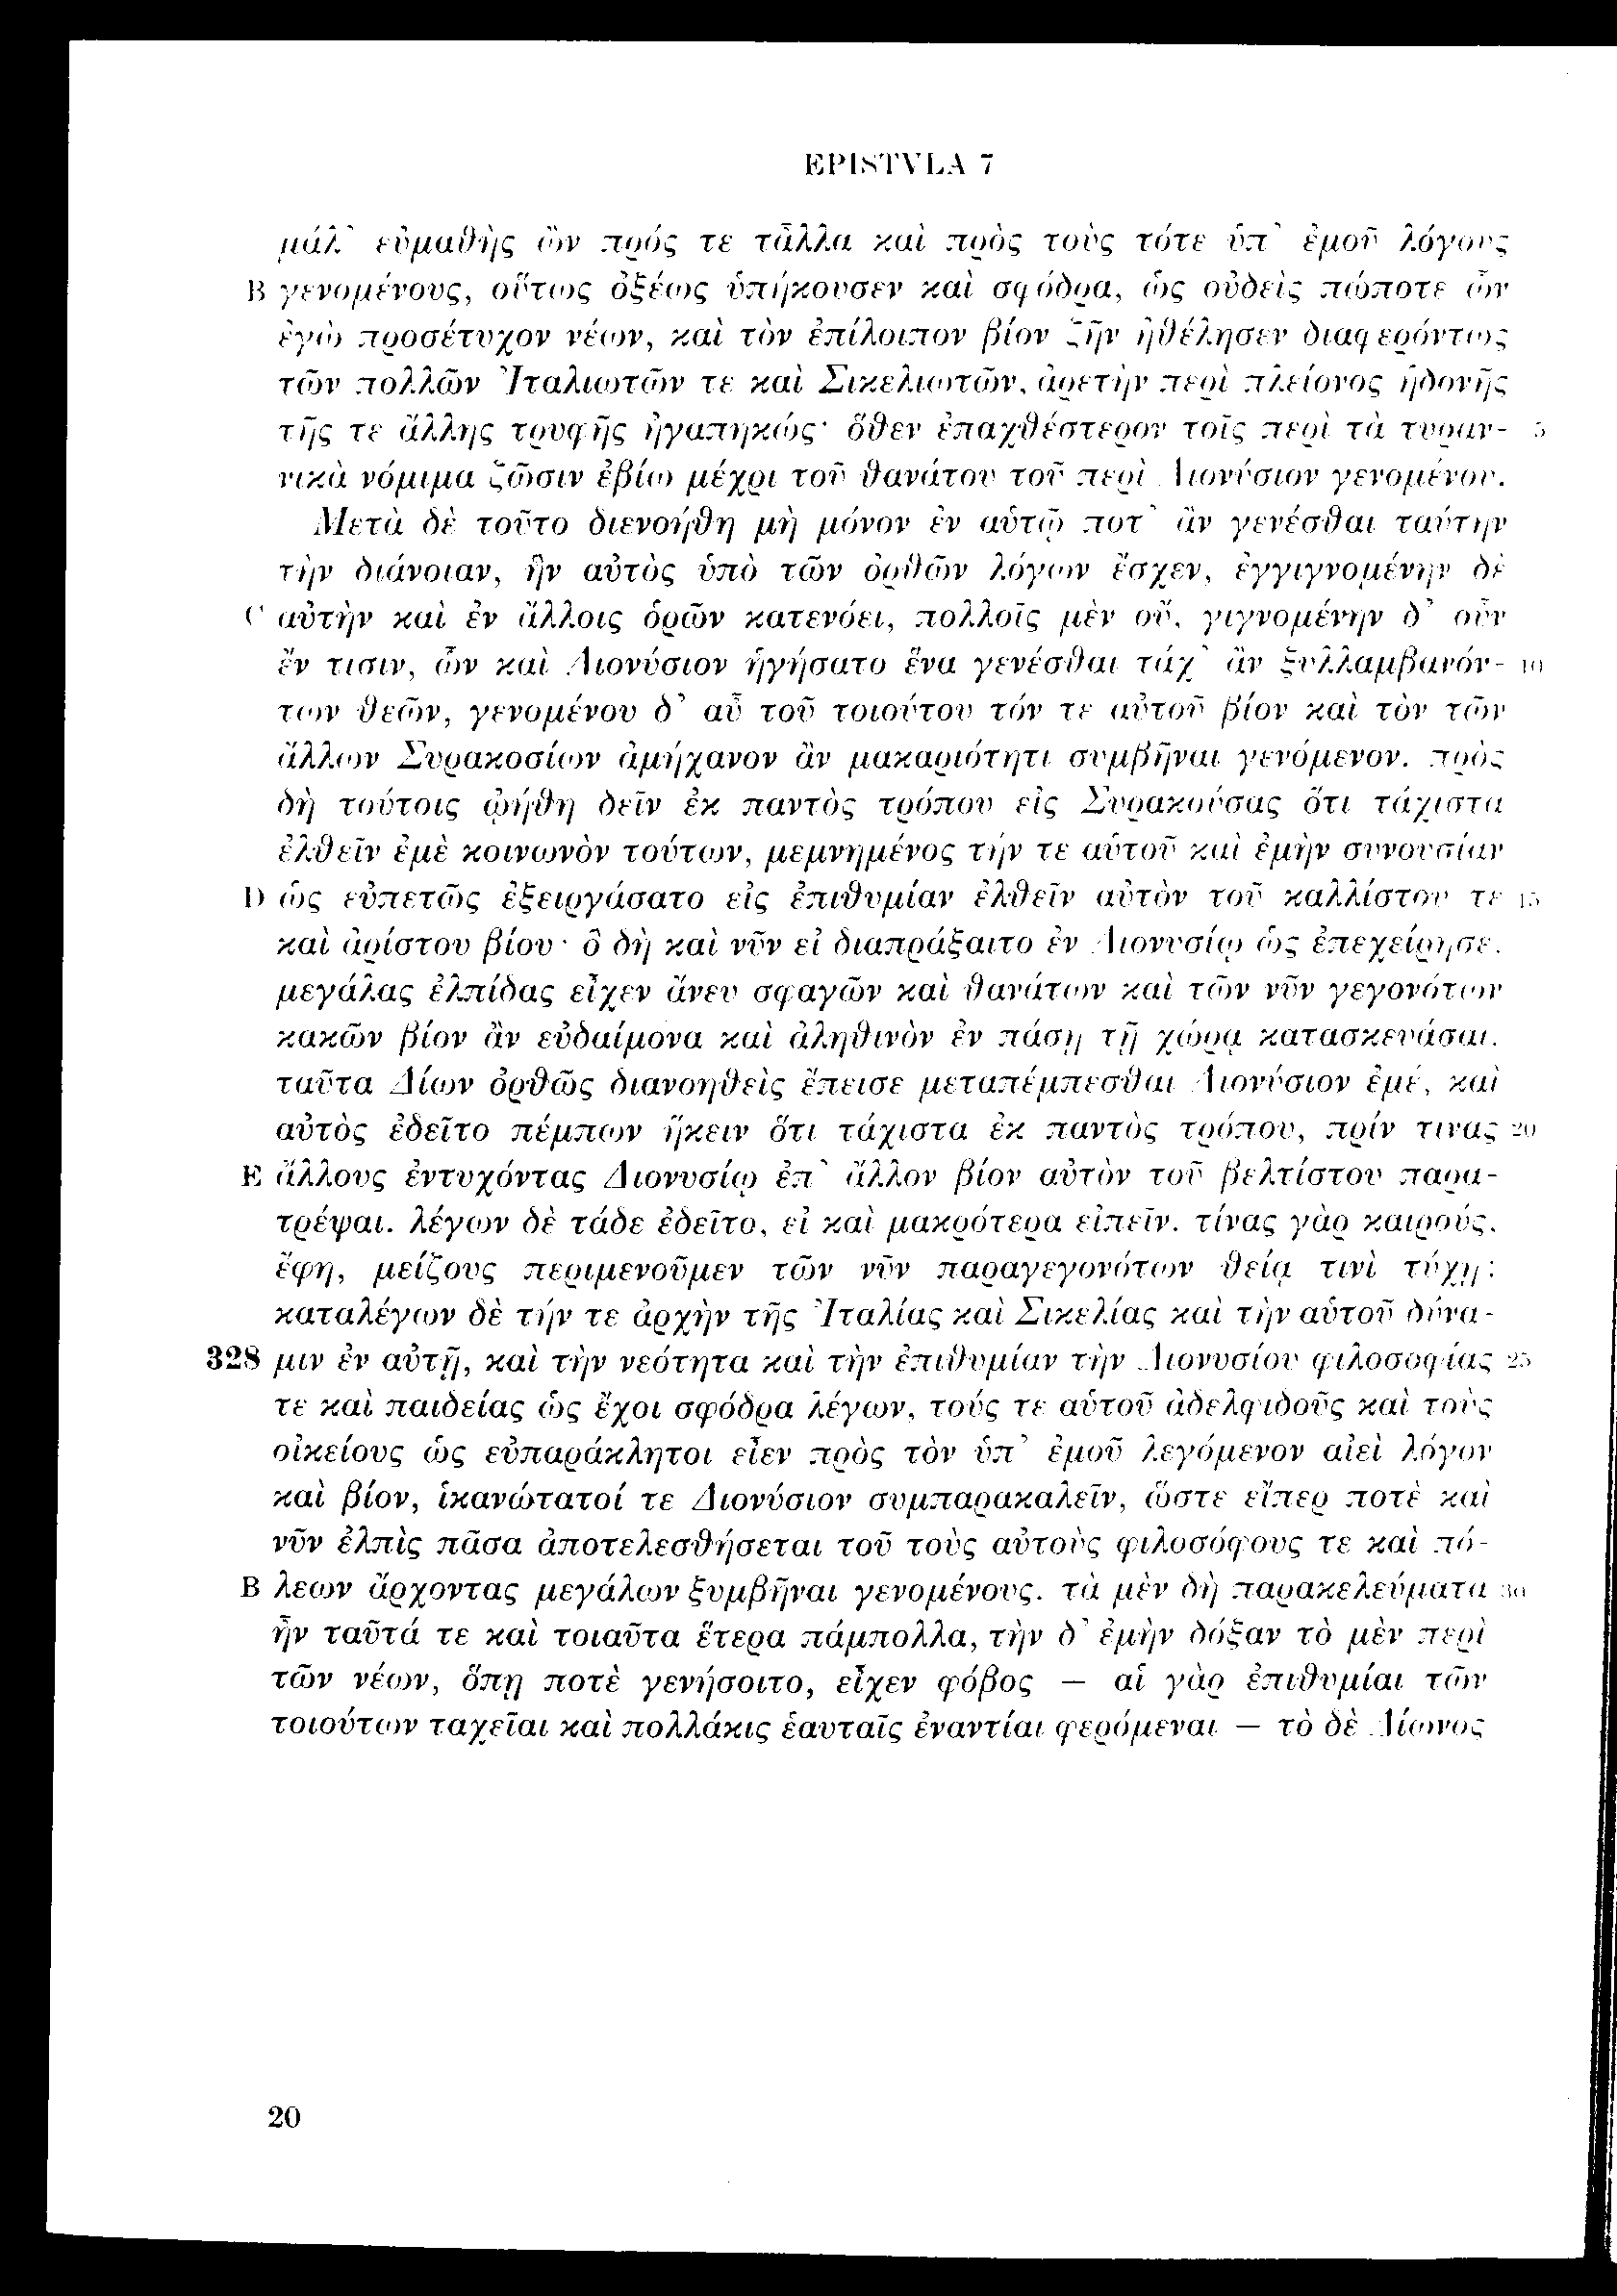 EPISTVLA 7
μάλ᾽ εὐμαθὴς ὢν πρός τε τἆλλα καὶ πρὸς τοὺς τότε ὑπ᾽ ἐμοῦ λόγους
B γενομένους, οὕτως ὀξέως ὑπήκουσεν καὶ σφόδρα, ὡς οὐδεὶς πώποτε ὧν
ἐγὼ προσέτυχον νέων, καὶ τὸν ἐπίλοιπον βίον ζῆν ἠθέλησεν διαφερόντως
τῶν πολλῶν Ἰταλιωτῶν τε καὶ Σικελιωτῶν, ἀρετὴν περὶ πλείονος ἡδονῆς
τῆς τε ἄλλης τρυφῆς ἠγαπηκώς· ὅθεν ἐπαχθέστερον τοῖς περὶ τὰ τυραν- 5
νικὰ νόμιμα ζῶσιν ἐβίω μέχρι τοῦ θανάτου τοῦ περὶ Διονύσιον γενομένου.
Μετὰ δὲ τοῦτο διενοήθη μὴ μόνον ἐν αὑτῷ ποτ᾽ ἂν γενέσθαι ταύτην
τὴν διάνοιαν, ἣν αὐτὸς ὑπὸ τῶν ὀρθῶν λόγων ἔσχεν, ἐγγιγνομένην δὲ
C αὐτὴν καὶ ἐν ἄλλοις ὁρῶν κατενόει, πολλοῖς μὲν οὔ, γιγνομένην δ᾽ οὖν
ἔν τισιν, ὧν καὶ Διονύσιον ἡγήσατο ἕνα γενέσθαι τάχ᾽ ἂν ξυλλαμβανόν- 10
των θεῶν, γενομένου δ᾽ αὖ τοῦ τοιούτου τόν τε αὐτοῦ βίον καὶ τὸν τῶν
ἄλλων Συρακοσίων ἀμήχανον ἂν μακαριότητι συμβῆναι γενόμενον. πρὸς
δὴ τούτοις ᾠήθη δεῖν ἐκ παντὸς τρόπου εἰς Συρακούσας ὅτι τάχιστα
ἐλθεῖν ἐμὲ κοινωνὸν τούτων, μεμνημένος τήν τε αὑτοῦ καὶ ἐμὴν συνουσίαν
D ὡς εὐπετῶς ἐξειργάσατο εἰς ἐπιθυμίαν ἐλθεῖν αὐτὸν τοῦ καλλίστου τε 15
καὶ ἀρίστου βίου· ὃ δὴ καὶ νῦν εἰ διαπράξαιτο ἐν Διονυσίῳ ὡς ἐπεχείρησε,
μεγάλας ἐλπίδας εἶχεν ἄνευ σφαγῶν καὶ θανάτων καὶ τῶν νῦν γεγονότων
κακῶν βίον ἂν εὐδαίμονα καὶ ἀληθινὸν ἐν πάσῃ τῇ χώρᾳ κατασκευάσαι.
ταῦτα Δίων ὀρθῶς διανοηθεὶς ἔπεισε μεταπέμπεσθαι Διονύσιον ἐμέ, καὶ
αὐτὸς ἐδεῖτο πέμπων ἥκειν ὅτι τάχιστα ἐκ παντὸς τρόπου, πρίν τινας 20
E ἄλλους ἐντυχόντας Διονυσίῳ ἐπ᾽ ἄλλον βίον αὐτὸν τοῦ βελτίστου παρα-
τρέψαι. λέγων δὲ τάδε ἐδεῖτο, εἰ καὶ μακρότερα εἰπεῖν. τίνας γὰρ καιρούς,
ἔφη, μείζους περιμενοῦμεν τῶν νῦν παραγεγονότων θείᾳ τινὶ τύχῃ;
καταλέγων δὲ τήν τε ἀρχὴν τῆς Ἰταλίας καὶ Σικελίας καὶ τὴν αὑτοῦ δύνα-
328 μιν ἐν αὐτῇ, καὶ τὴν νεότητα καὶ τὴν ἐπιθυμίαν τὴν Διονυσίου φιλοσοφίας 25
τε καὶ παιδείας ὡς ἔχοι σφόδρα λέγων, τούς τε αὑτοῦ ἀδελφιδοῦς καὶ τοὺς
οἰκείους ὡς εὐπαράκλητοι εἶεν πρὸς τὸν ὑπ᾽ ἐμοῦ λεγόμενον αἰεὶ λόγον
καὶ βίον, ἱκανώτατοί τε Διονύσιον συμπαρακαλεῖν, ὥστε εἴπερ ποτὲ καὶ
νῦν ἐλπὶς πᾶσα ἀποτελεσθήσεται τοῦ τοὺς αὐτοὺς φιλοσόφους τε καὶ πό-
B λεων ἄρχοντας μεγάλων ξυμβῆναι γενομένους. τὰ μὲν δὴ παρακελεύματα 30
ἦν ταῦτά τε καὶ τοιαῦτα ἕτερα πάμπολλα, τὴν δ᾽ ἐμὴν δόξαν τὸ μὲν περὶ
τῶν νέων, ὅπῃ ποτὲ γενήσοιτο, εἶχεν φόβος – αἱ γὰρ ἐπιθυμίαι τῶν
τοιούτων ταχεῖαι καὶ πολλάκις ἑαυταῖς ἐναντίαι φερόμεναι – τὸ δὲ Δίωνος
20